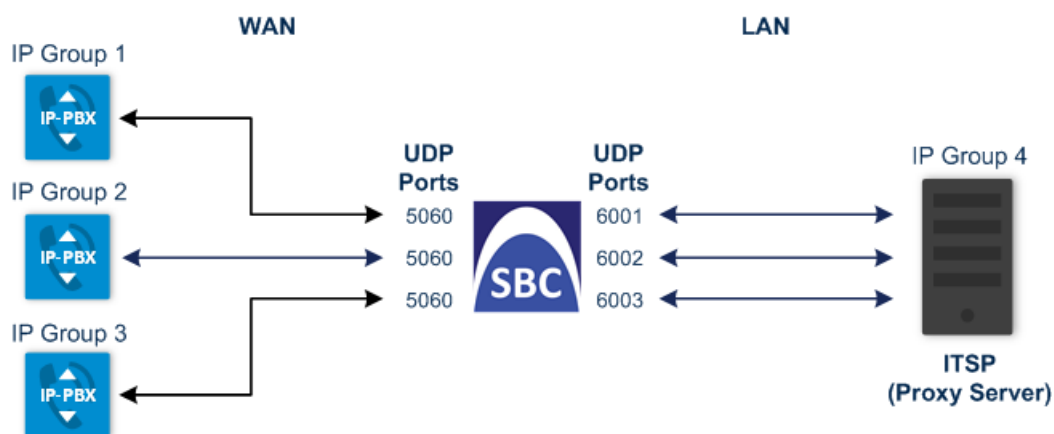 WAN
LAN
IP Group 1
IP-PBX
IP Group 2
IP-PBX
IP Group 3
IP-PBX
UDP
Ports
5060
5060
5060
SBC
UDP
Ports
6001
6002
6003
IP Group 4
ITSP
(Proxy Server)